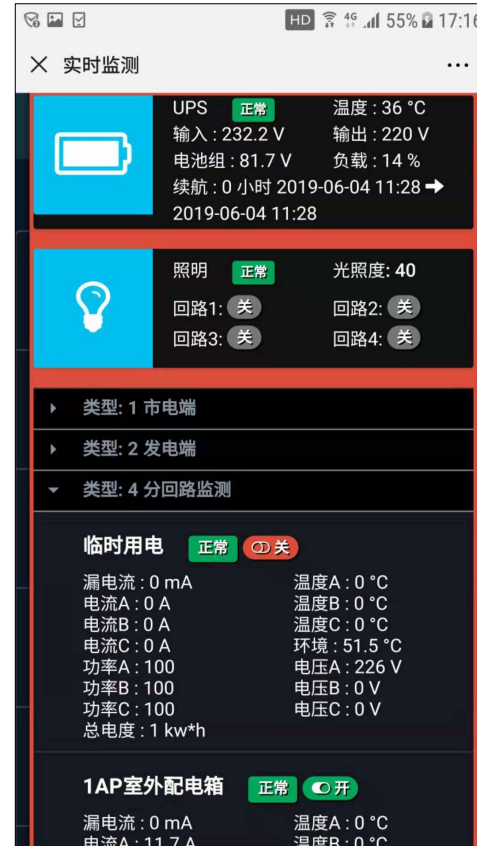 HD 4G 55% 17:16
实时监测
UPS 正常 温度 : 36 °C
输入 : 232.2 V 输出 : 220 V
电池组 : 81.7 V 负载 : 14 %
续航 : 0 小时 2019-06-04 11:28 ➡
2019-06-04 11:28
照明 正常 光照度: 40
回路1: 关 回路2: 关
回路3: 关 回路4: 关
类型: 1 市电端
类型: 2 发电端
类型: 4 分回路监测
临时用电 正常 关
漏电流 : 0 mA 温度A : 0 °C
电流A : 0 A 温度B : 0 °C
电流B : 0 A 温度C : 0 °C
电流C : 0 A 环境 : 51.5 °C
功率A : 100 电压A : 226 V
功率B : 100 电压B : 0 V
功率C : 100 电压C : 0 V
总电度 : 1 kw*h
1AP室外配电箱 正常 开
漏电流 : 0 mA 温度A : 0 °C
电流A : 11.7 A 温度B : 0 °C